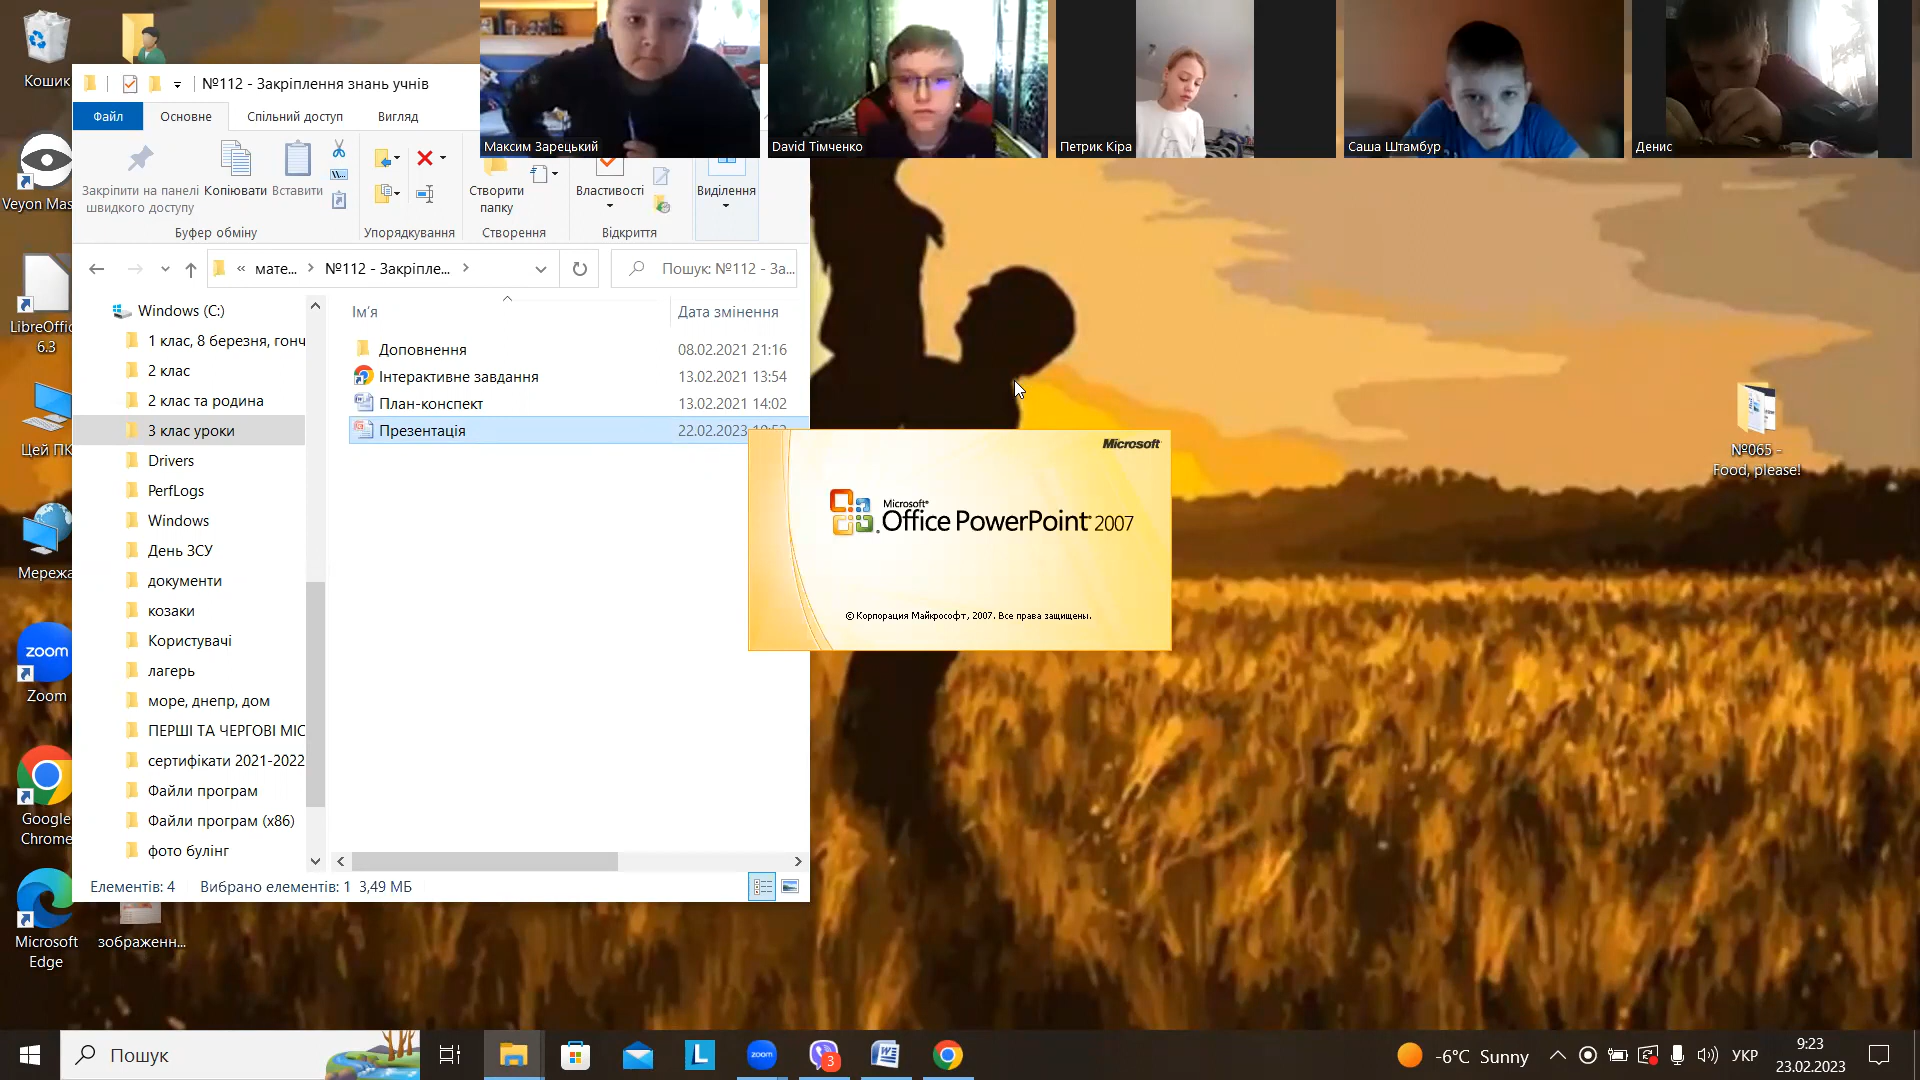 Кошик
№112 - Закріплення знань учнів
Файл
Основне
Спільний доступ
Вигляд
Закріпити на панелі
швидкого доступу
Копіювати
Вставити
Створити
папку
Властивості
Виділення
Буфер обміну
Упорядкування
Створення
Відкриття
« мате... › №112 - Закріпле... ›
Пошук: №112 - За...
Максим Зарецький
David Тімченко
Петрик Кіра
Саша Штамбур
Денис
Veyon Mas
LibreOffic
6.3
Цей ПК
Мережа
zoom
Zoom
Google
Chrome
Microsoft
Edge
зображенн...
Windows (C:)
1 клас, 8 березня, гонч
2 клас
2 клас та родина
3 клас уроки
Drivers
PerfLogs
Windows
День ЗСУ
документи
козаки
Користувачі
лагерь
море, днепр, дом
ПЕРШІ ТА ЧЕРГОВІ МІС
сертифікати 2021-2022
Файли програм
Файли програм (x86)
фото булінг
Ім'я
Дата змінення
Доповнення
08.02.2021 21:16
Інтерактивне завдання
13.02.2021 13:54
План-конспект
13.02.2021 14:02
Презентація
22.02.2023
Microsoft
Microsoft®
Office PowerPoint® 2007
© Корпорация Майкрософт, 2007. Все права защищены.
№065 -
Food, please!
Елементів: 4
Вибрано елементів: 1 3,49 МБ
Пошук
L
zoom
3
-6°C Sunny
УКР
9:23
23.02.2023